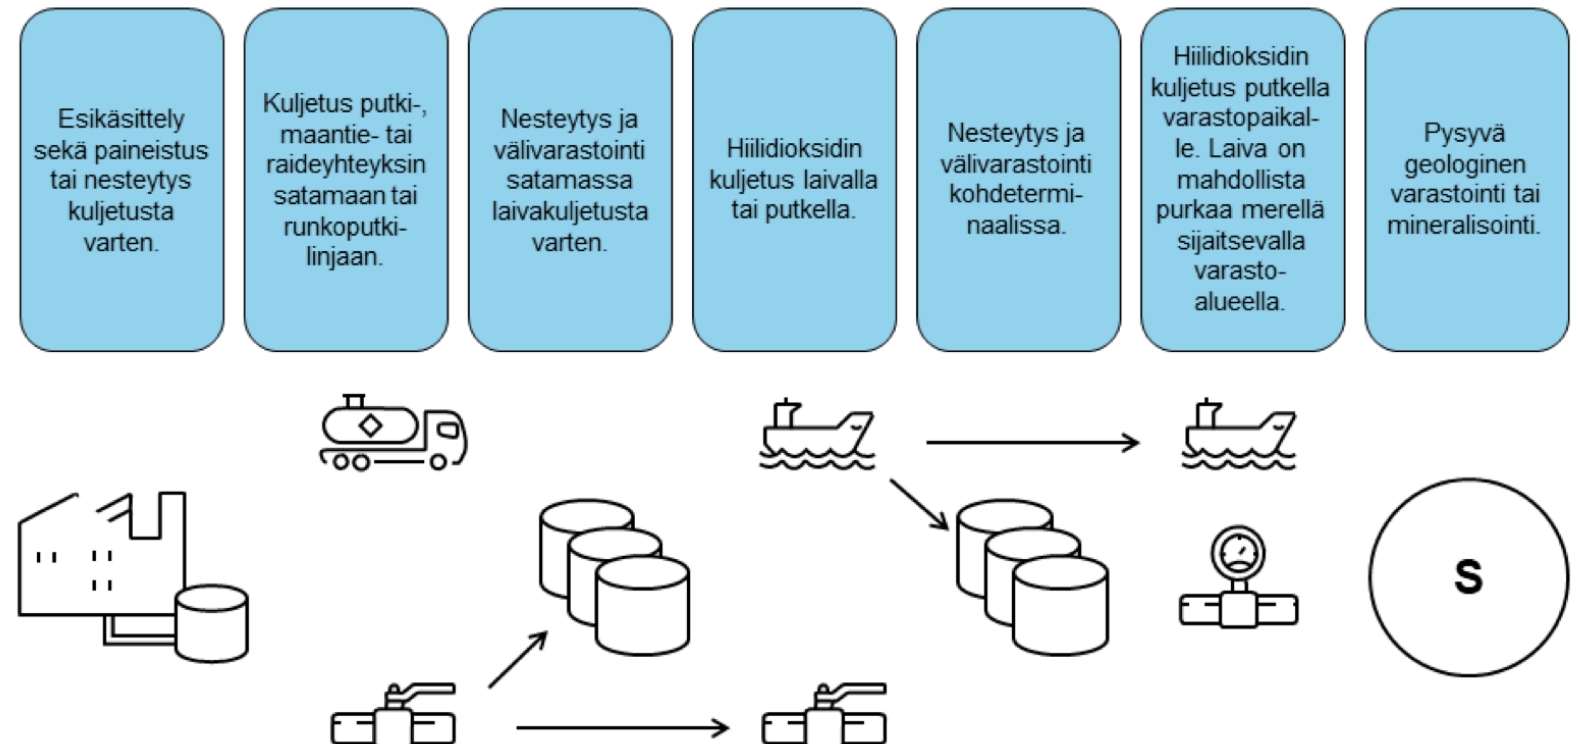 Esikäsittely
sekä paineistus
tai nesteytys
kuljetusta
varten.
Kuljetus putki-,
maantie- tai
raideyhteyksin
satamaan tai
runkoputki-
linjaan.
Nesteytys ja
välivarastointi
satamassa
laivakuljetusta
varten.
Hiilidioksidin
kuljetus laivalla
tai putkella.
Nesteytys ja
välivarastointi
kohdetermi-
naalissa.
Hiilidioksidin
kuljetus putkella
varastopaikal-
le. Laiva on
mahdollista
purkaa merellä
sijaitsevalla
varasto-
alueella.
Pysyvä
geologinen
varastointi tai
mineralisointi.
S